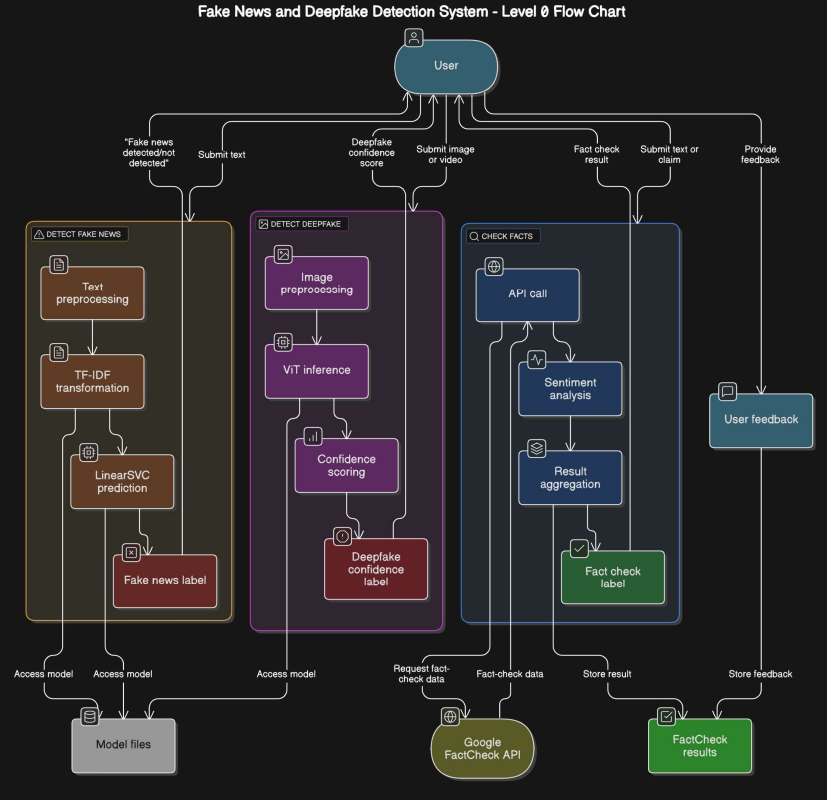 Fake News and Deepfake Detection System - Level 0 Flow Chart
User
"Fake news
detected/not
detected"
Submit text
Deepfake
confidence
score
Submit image
or video
Fact check
result
Submit text or
claim
Provide
feedback
DETECT FAKE NEWS
Text
preprocessing
TF-IDF
transformation
LinearSVC
prediction
Fake news label
DETECT DEEPFAKE
Image
preprocessing
ViT inference
Confidence
scoring
Deepfake
confidence
label
CHECK FACTS
API call
Sentiment
analysis
Result
aggregation
Fact check
label
User feedback
Access model
Access model
Access model
Request fact-
check data
Fact-check data
Store result
Store feedback
Model files
Google
FactCheck API
FactCheck
results